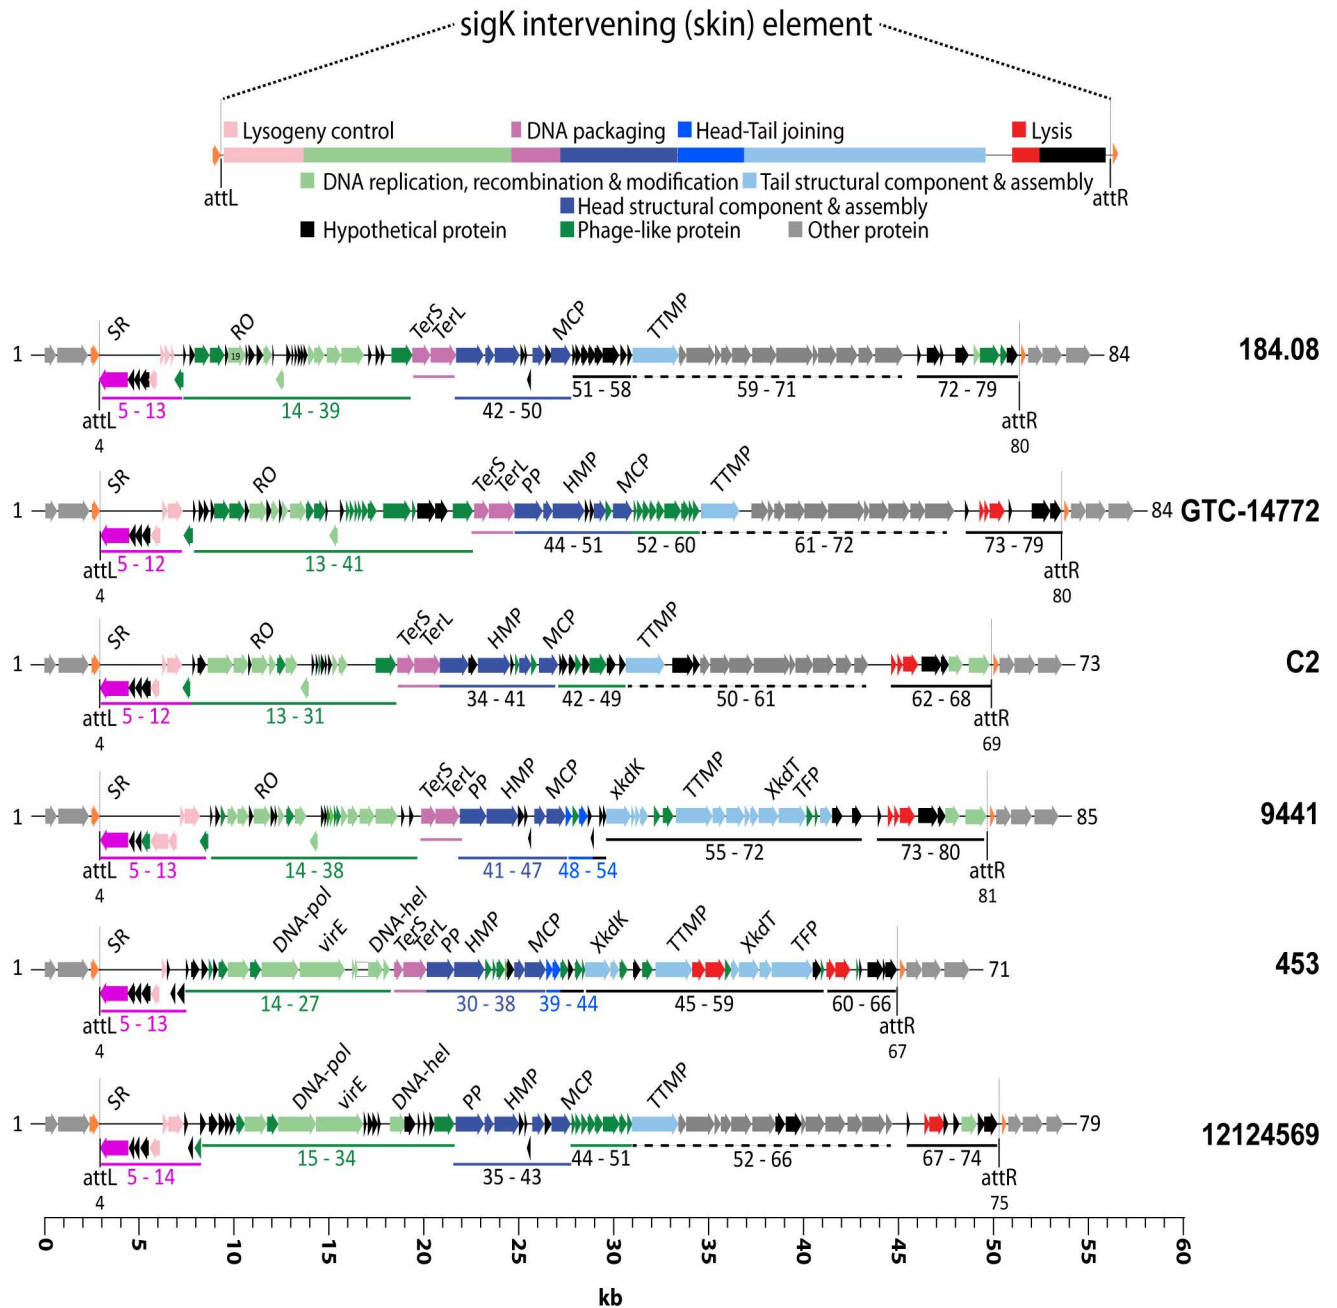 sigK intervening (skin) element
Lysogeny control DNA packaging Head-Tail joining Lysis
attL attR
DNA replication, recombination & modification Tail structural component & assembly
Head structural component & assembly
Hypothetical protein Phage-like protein Other protein
SR RO TerS TerL MCP TTMP
1 19 84 184.08
5 - 13 14 - 39 42 - 50 51 - 58 59 - 71 72 - 79
attL attR
4 80
SR RO TerS TerL PP HMP MCP TTMP
1 84 GTC-14772
5 - 12 13 - 41 44 - 51 52 - 60 61 - 72 73 - 79
attL attR
4 80
SR RO TerS TerL HMP MCP TTMP
1 73 C2
5 - 12 13 - 31 34 - 41 42 - 49 50 - 61 62 - 68
attL attR
4 69
SR RO TerS TerL PP HMP MCP xkdK TTMP XkdT TFP
1 85 9441
5 - 13 14 - 38 41 - 47 48 - 54 55 - 72 73 - 80
attL attR
4 81
SR DNA-pol virE DNA-hel TerS TerL PP HMP MCP XkdK TTMP XkdT TFP
1 71 453
5 - 13 14 - 27 30 - 38 39 - 44 45 - 59 60 - 66
attL attR
4 67
SR DNA-pol virE DNA-hel PP HMP MCP TTMP
1 79 12124569
5 - 14 15 - 34 35 - 43 44 - 51 52 - 66 67 - 74
attL attR
4 75
0 5 10 15 20 25 30 35 40 45 50 55 60
kb